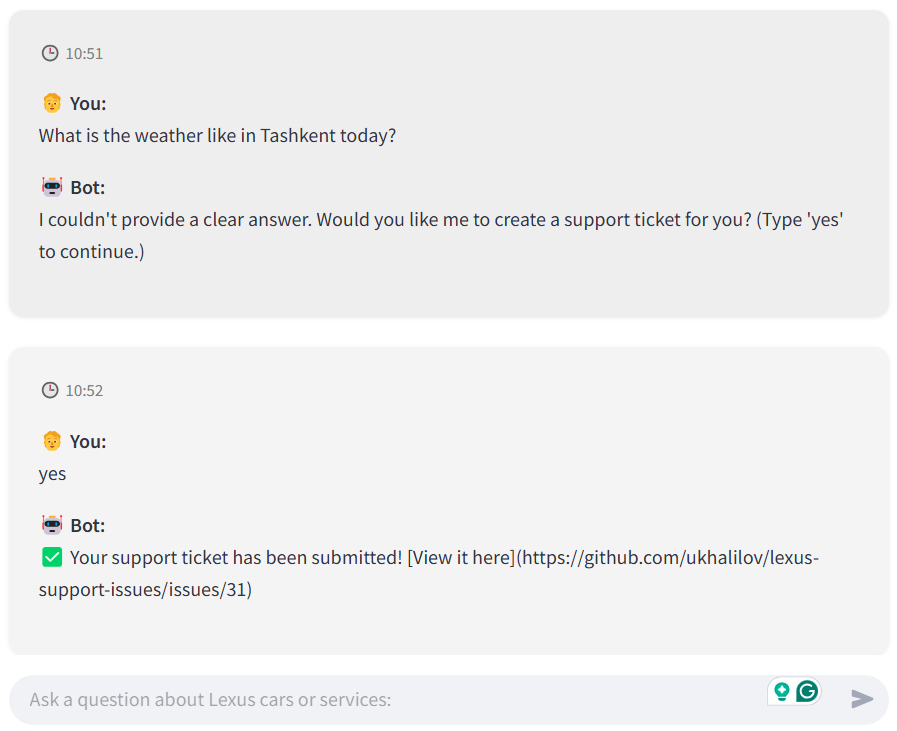 10:51
You:
What is the weather like in Tashkent today?
Bot:
I couldn't provide a clear answer. Would you like me to create a support ticket for you? (Type 'yes'
to continue.)
10:52
You:
yes
Bot:
Your support ticket has been submitted! [View it here](https://github.com/ukhalilov/lexus-
support-issues/issues/31)
Ask a question about Lexus cars or services: